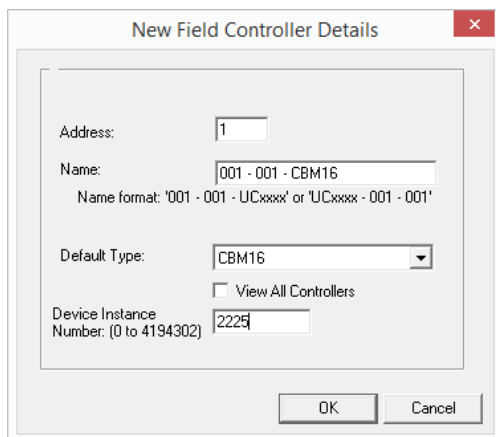 New Field Controller Details
Address:
1
Name:
001 - 001 - CBM16
Name format: '001 - 001 - UCxxxx' or 'UCxxxx - 001 - 001'
Default Type:
CBM16
View All Controllers
Device Instance
Number: (0 to 4194302)
2225
OK
Cancel